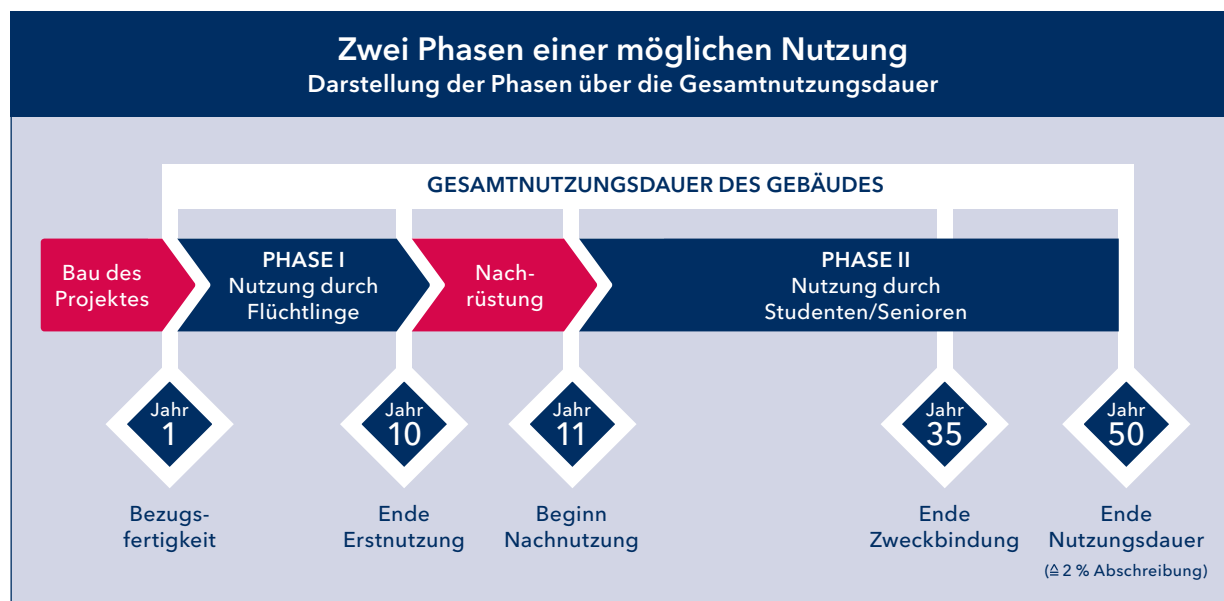 Zwei Phasen einer möglichen Nutzung
Darstellung der Phasen über die Gesamtnutzungsdauer
GESAMTNUTZUNGSDAUER DES GEBÄUDES
Bau des
Projektes
PHASE I
Nutzung durch
Flüchtlinge
Nach-
rüstung
PHASE II
Nutzung durch
Studenten/Senioren
Jahr
1
Bezugs-
fertigkeit
Jahr
10
Ende
Erstnutzung
Jahr
11
Beginn
Nachnutzung
Jahr
35
Ende
Zweckbindung
Jahr
50
Ende
Nutzungsdauer
(≙ 2 % Abschreibung)